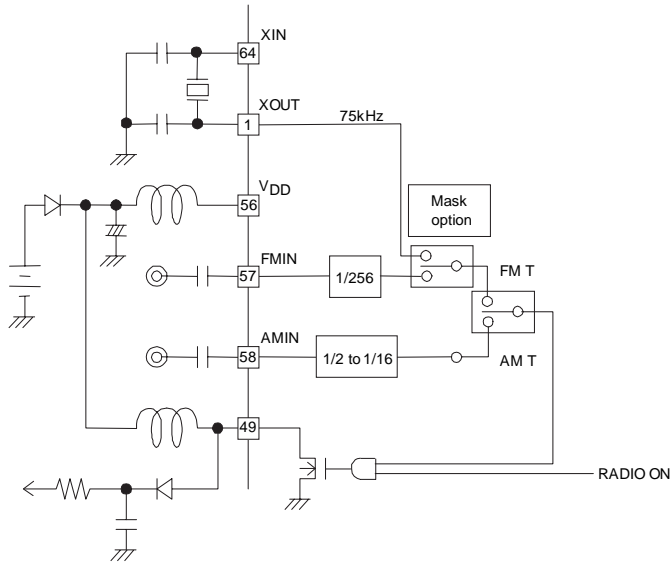 XIN
64
XOUT
1
75kHz
VDD
56
Mask
option
FMIN
57
1/256
FM T
AMIN
58
1/2 to 1/16
AM T
49
RADIO ON